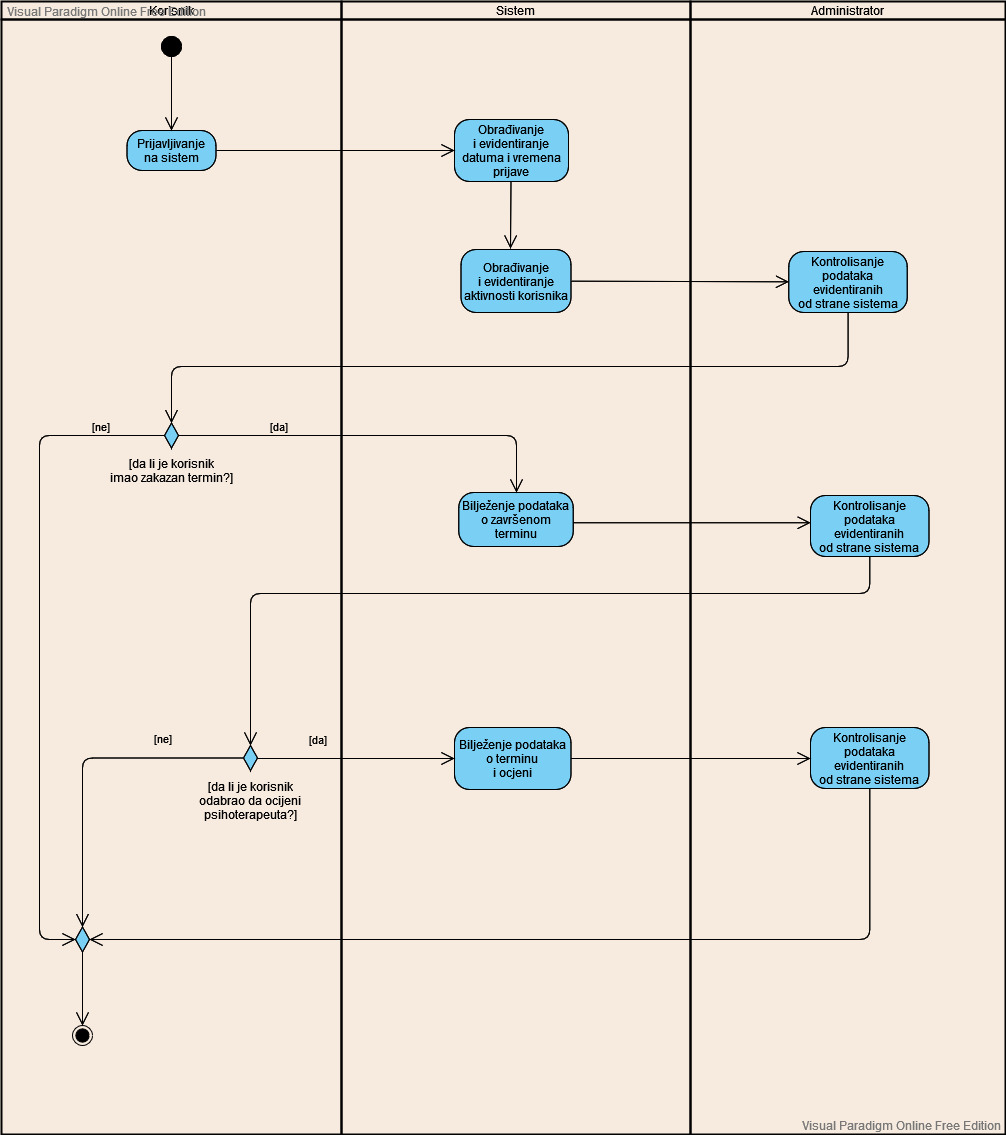 Visual Paradigm Online Free Edition
Korisnik
Sistem
Administrator
Prijavljivanje
na sistem
Obrađivanje
i evidentiranje
datuma i vremena
prijave
Obrađivanje
i evidentiranje
aktivnosti korisnika
Kontrolisanje
podataka
evidentiranih
od strane sistema
[ne]
[da]
[da li je korisnik
imao zakazan termin?]
Bilježenje podataka
o završenom
terminu
Kontrolisanje
podataka
evidentiranih
od strane sistema
[ne]
[da]
[da li je korisnik
odabrao da ocijeni
psihoterapeuta?]
Bilježenje podataka
o terminu
i ocjeni
Kontrolisanje
podataka
evidentiranih
od strane sistema
Visual Paradigm Online Free Edition